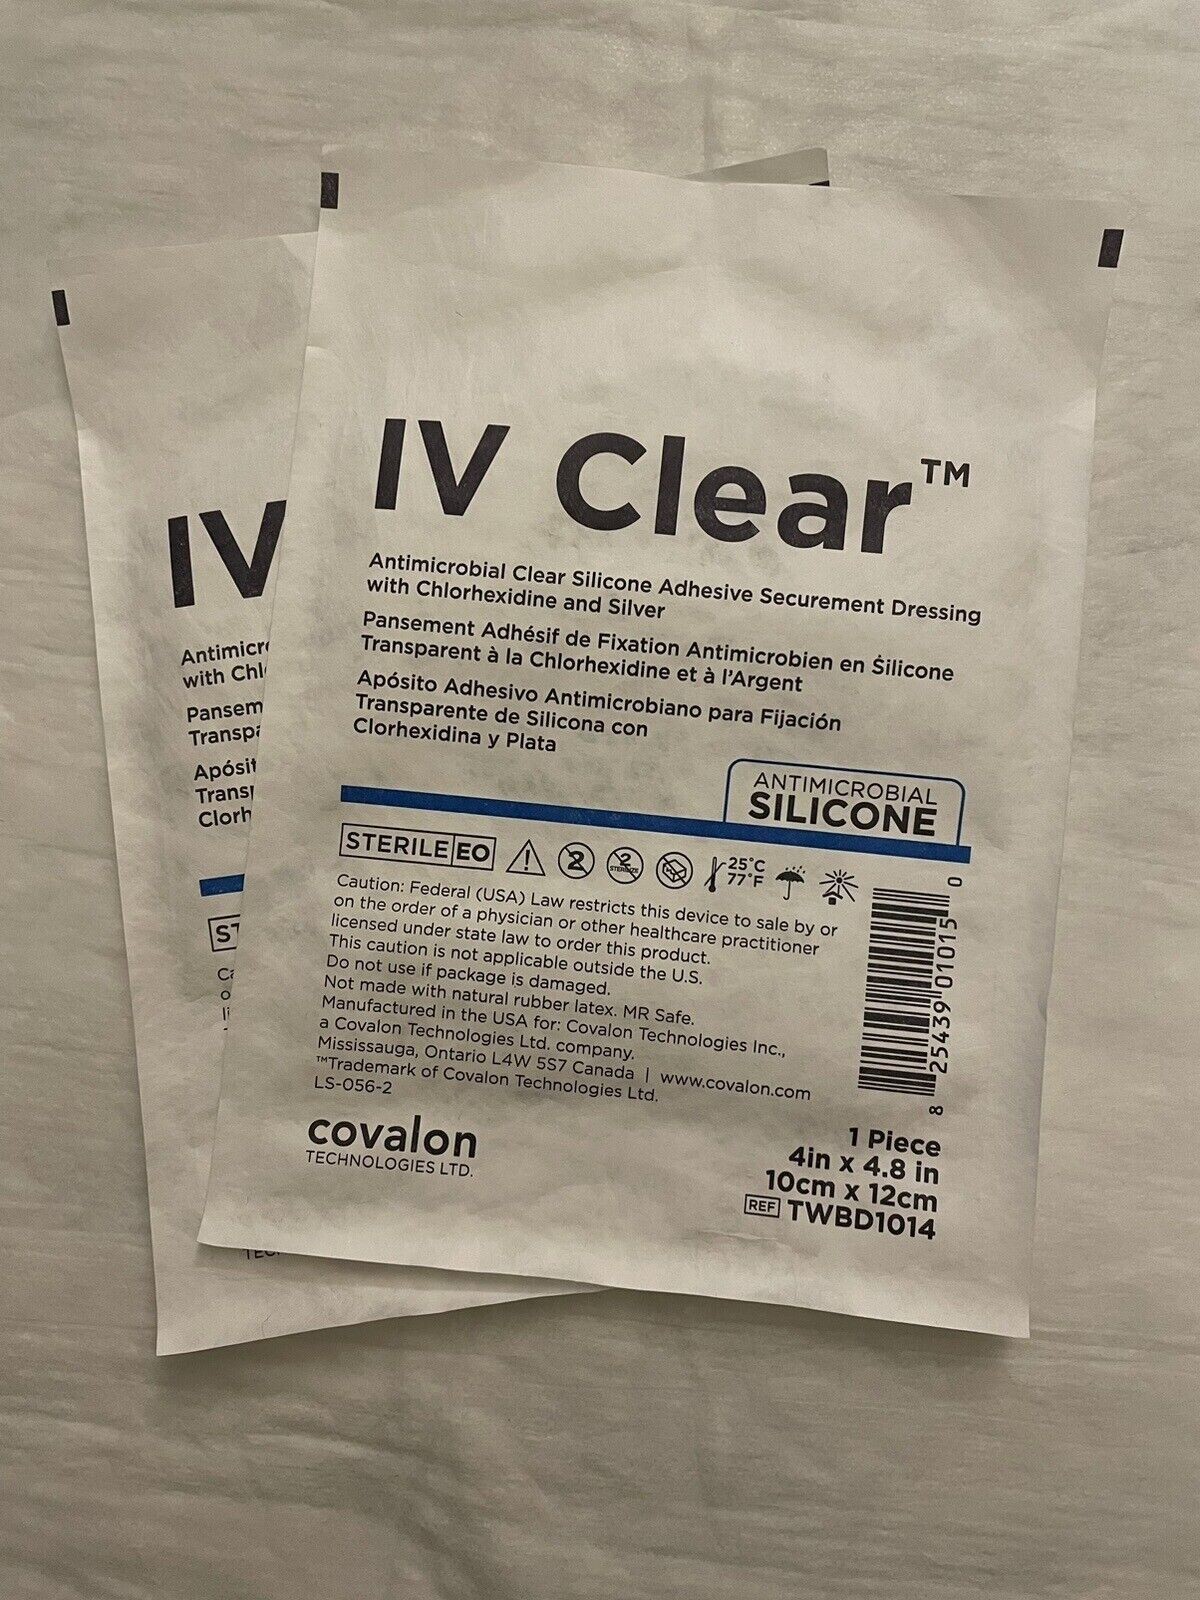 IV Clear™
Antimicrobial Clear Silicone Adhesive Securement Dressing
with Chlorhexidine and Silver
Pansement Adhésif de Fixation Antimicrobien en Silicone
Transparent à la Chlorhexidine et à l'Argent
Apósito Adhesivo Antimicrobiano para Fijación
Transparente de Silicona con
Clorhexidina y Plata
ANTIMICROBIAL
SILICONE
STERILE EO
2
2
STERILIZE
25°C
77°F
Caution: Federal (USA) Law restricts this device to sale by or
on the order of a physician or other healthcare practitioner
licensed under state law to order this product.
This caution is not applicable outside the U.S.
Do not use if package is damaged.
Not made with natural rubber latex. MR Safe.
Manufactured in the USA for: Covalon Technologies Inc.,
a Covalon Technologies Ltd. company.
Mississauga, Ontario L4W 5S7 Canada | www.covalon.com
™Trademark of Covalon Technologies Ltd.
LS-056-2
8 25439 01015 0
covalon
TECHNOLOGIES LTD.
1 Piece
4in x 4.8 in
10cm x 12cm
REF TWBD1014
IV
Antimicr
with Chl
Pansem
Transpa
Apósit
Trans
Clorh
ST